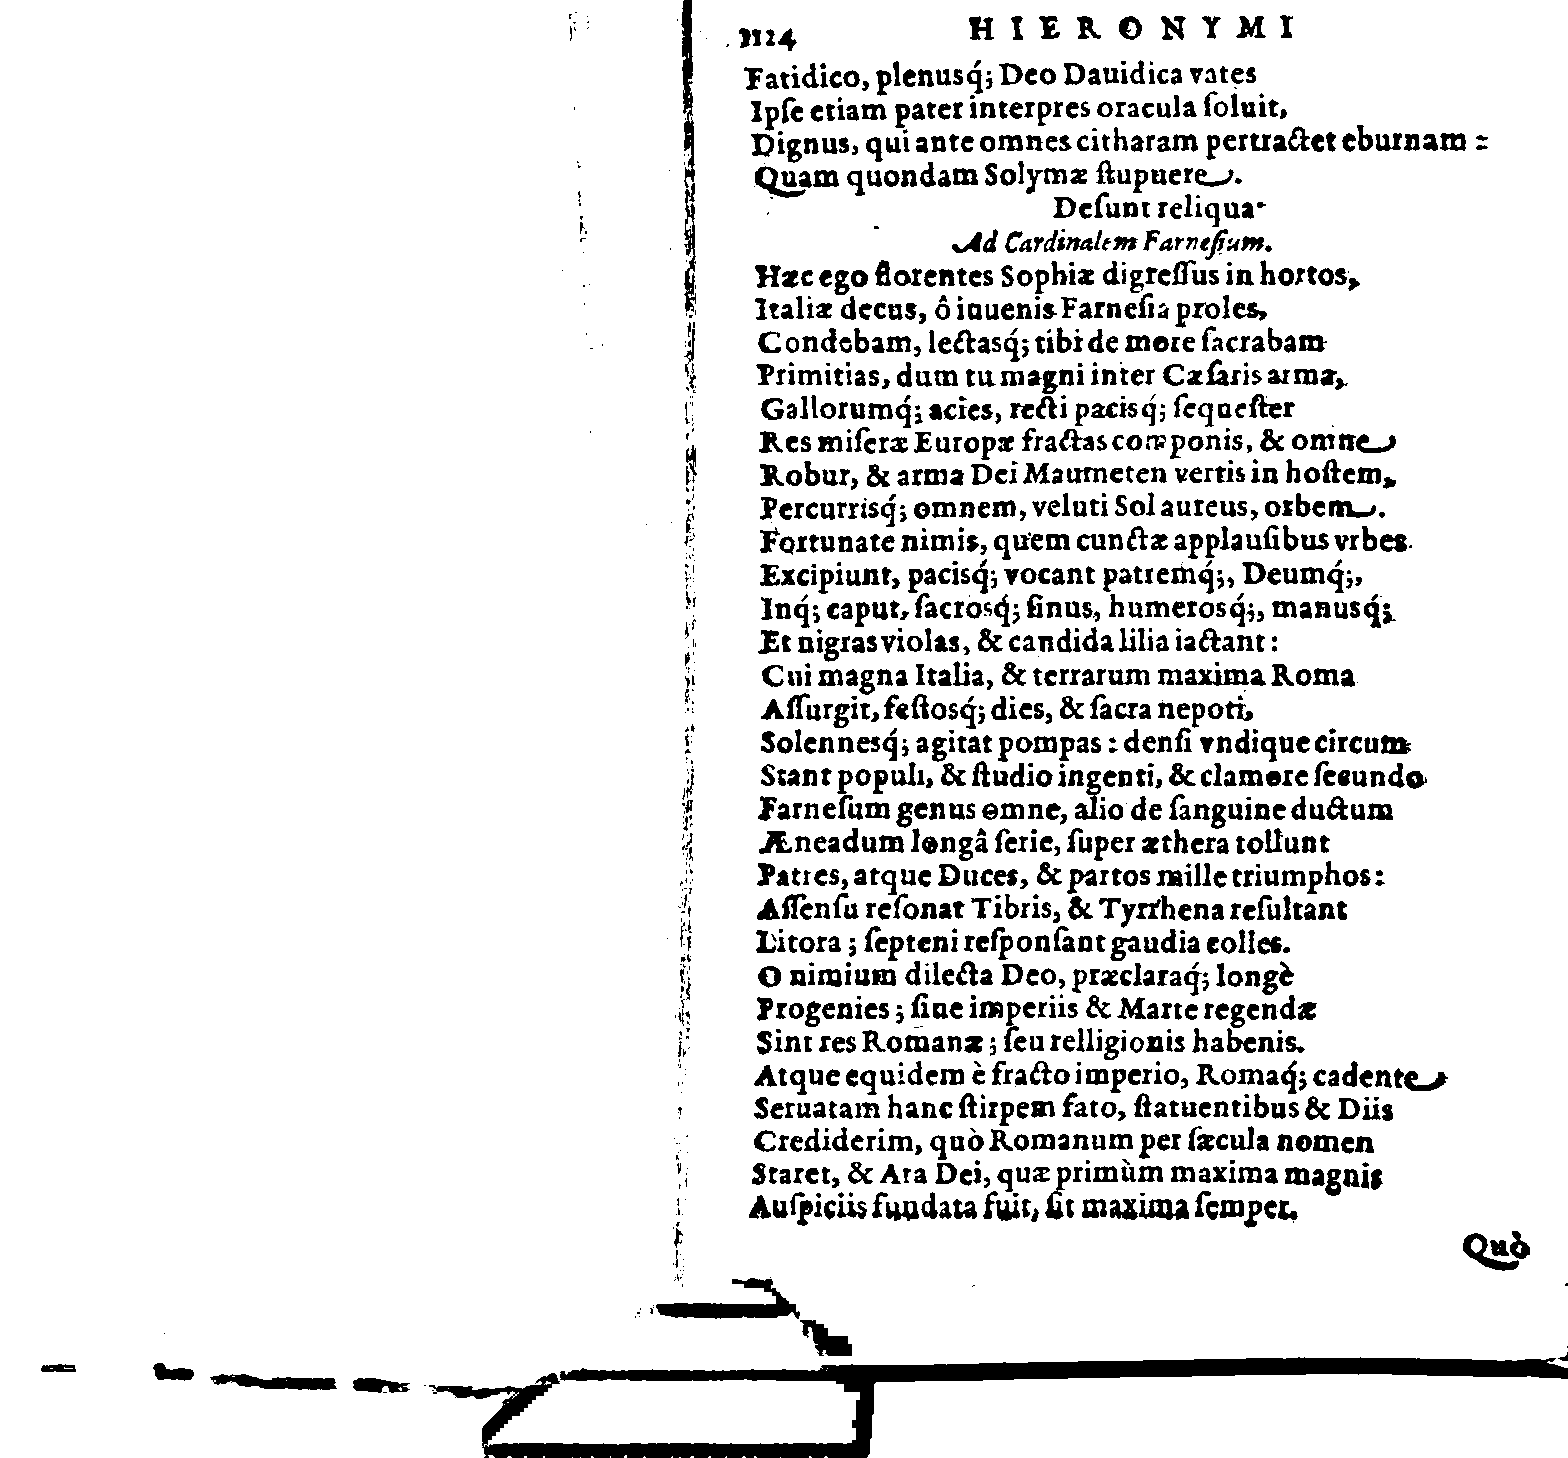 1124 HIERONYMI
Fatidico, plenusq́; Deo Dauidica vates
Ipſe etiam pater interpres oracula ſoluit,
Dignus, qui ante omnes citharam pertractet eburnam:
Quam quondam Solymæ ſtupuere.
Deſunt reliqua.
Ad Cardinalem Farneſium.
Hæc ego florentes Sophiæ digreſſus in hortos,
Italiæ decus, ô iuuenis Farneſia proles,
Condebam, lectasq́; tibi de more ſacrabam
Primitias, dum tu magni inter Cæſaris arma,
Gallorumq́; acies, recti pacisq́; ſequeſter
Res miſeræ Europæ fractas componis, & omne
Robur, & arma Dei Maumeten vertis in hoſtem,
Percurrisq́; omnem, veluti Sol aureus, orbem.
Fortunate nimis, quem cunctæ applauſibus vrbes
Excipiunt, pacisq́; vocant patremq́;, Deumq́;,
Inq́; caput, ſacrosq́; ſinus, humerosq́;, manusq́;
Et nigras violas, & candida lilia iactant:
Cui magna Italia, & terrarum maxima Roma
Aſſurgit, feſtosq́; dies, & ſacra nepoti,
Solennesq́; agitat pompas: denſi vndique circum
Stant populi, & ſtudio ingenti, & clamore ſecundo
Farneſum genus omne, alio de ſanguine ductum
Æneadum longâ ſerie, ſuper æthera tollunt
Patres, atque Duces, & partos mille triumphos:
Aſſenſu reſonat Tibris, & Tyrrhena reſultant
Litora; ſepteni reſponſant gaudia colles.
O nimium dilecta Deo, præclaraq́; longè
Progenies; ſiue imperiis & Marte regendæ
Sint res Romanæ; ſeu relligionis habenis.
Atque equidem è fracto imperio, Romaq́; cadente
Seruatam hanc ſtirpem fato, ſtatuentibus & Diis
Crediderim, quò Romanum per ſæcula nomen
Staret, & Ara Dei, quæ primùm maxima magnis
Auſpiciis fundata fuit, ſit maxima ſemper.
Quò